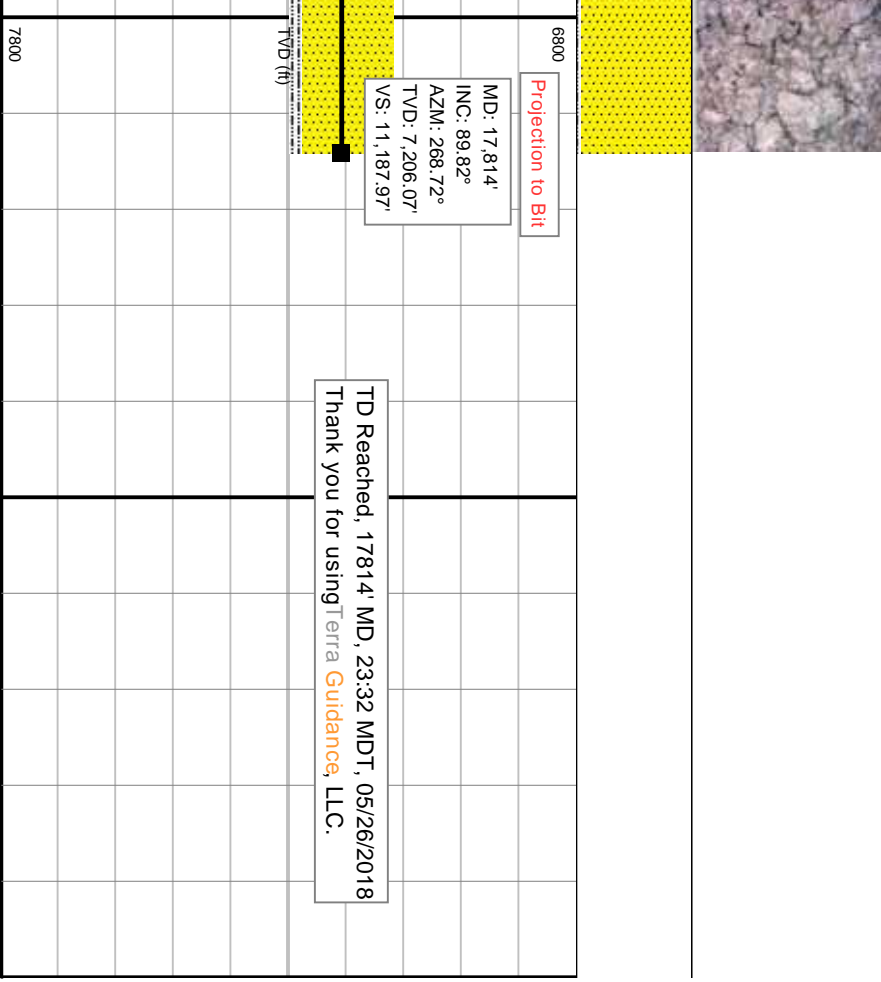 6800
Projection to Bit
MD: 17,814'
INC: 89.82°
AZM: 268.72°
TVD: 7,206.07'
VS: 11,187.97'
TD Reached, 17814' MD, 23:32 MDT, 05/26/2018
Thank you for usingTerra Guidance, LLC.
TVD (ft)
7800